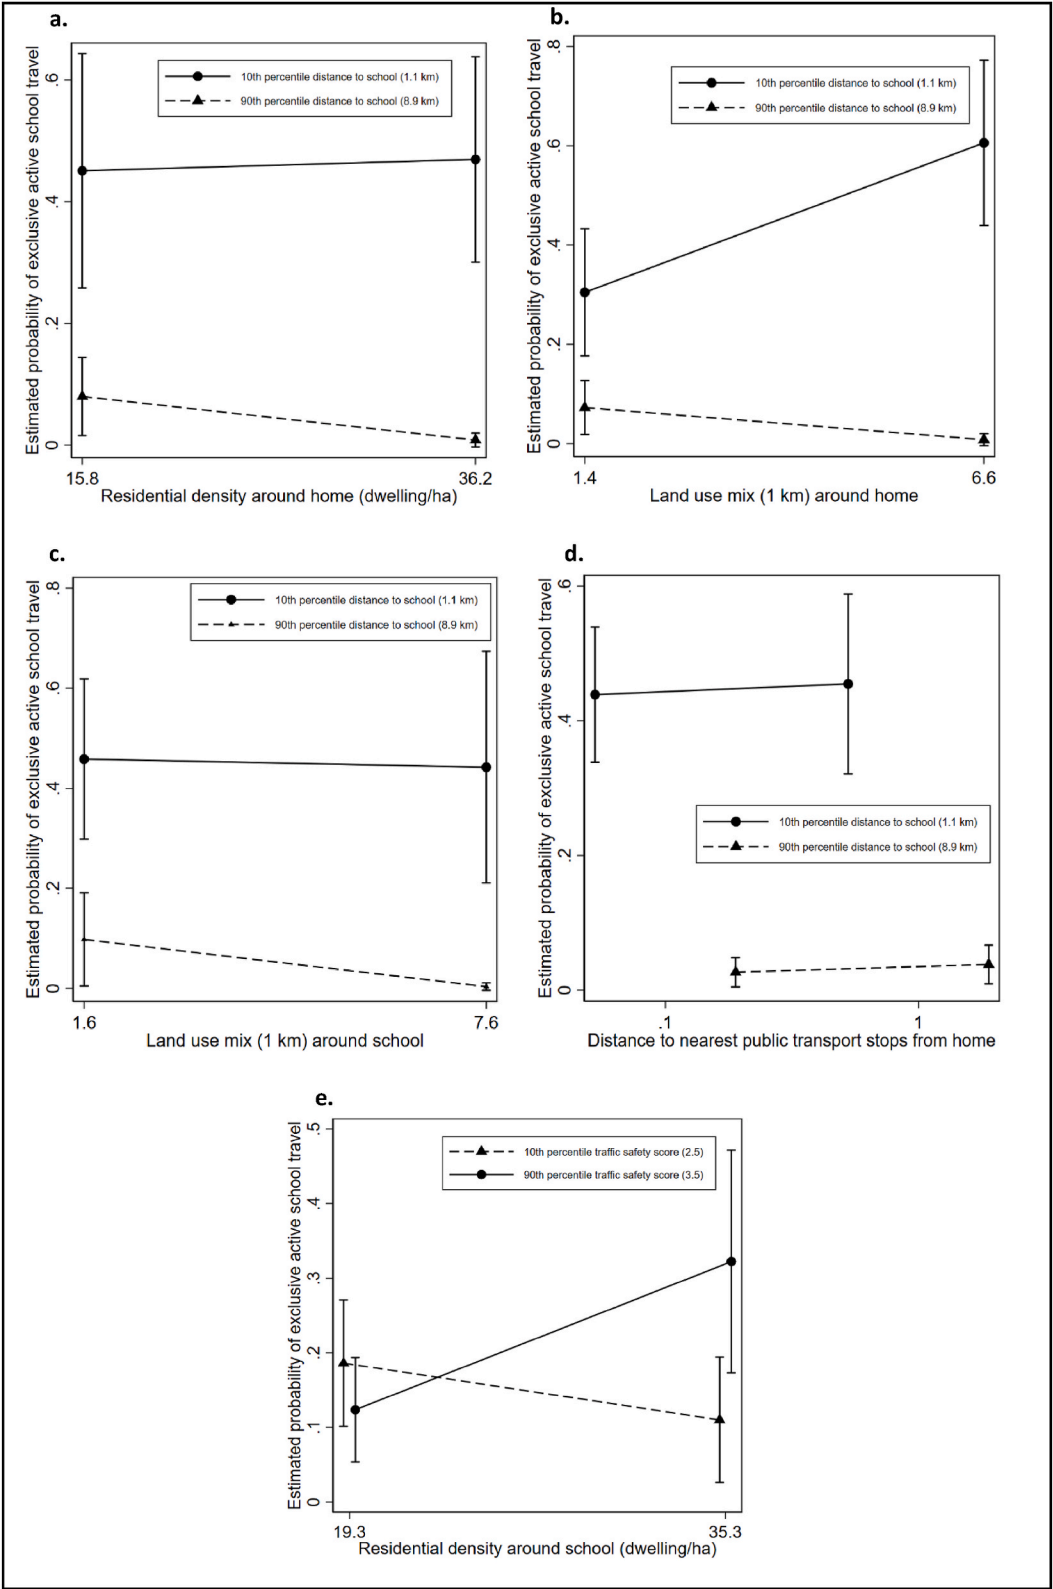 a.
Estimated probability of exclusive active school travel
.6
.4
.2
0
10th percentile distance to school (1.1 km)
90th percentile distance to school (8.9 km)
15.8
36.2
Residential density around home (dwelling/ha)
b.
Estimated probability of exclusive active school travel
.8
.6
.4
.2
0
10th percentile distance to school (1.1 km)
90th percentile distance to school (8.9 km)
1.4
6.6
Land use mix (1 km) around home
c.
Estimated probability of exclusive active school travel
.8
.6
.4
.2
0
10th percentile distance to school (1.1 km)
90th percentile distance to school (8.9 km)
1.6
7.6
Land use mix (1 km) around school
d.
Estimated probability of exclusive active school travel
.6
.4
.2
0
10th percentile distance to school (1.1 km)
90th percentile distance to school (8.9 km)
.1
1
Distance to nearest public transport stops from home
e.
Estimated probability of exclusive active school travel
.5
.4
.3
.2
.1
0
10th percentile traffic safety score (2.5)
90th percentile traffic safety score (3.5)
19.3
35.3
Residential density around school (dwelling/ha)